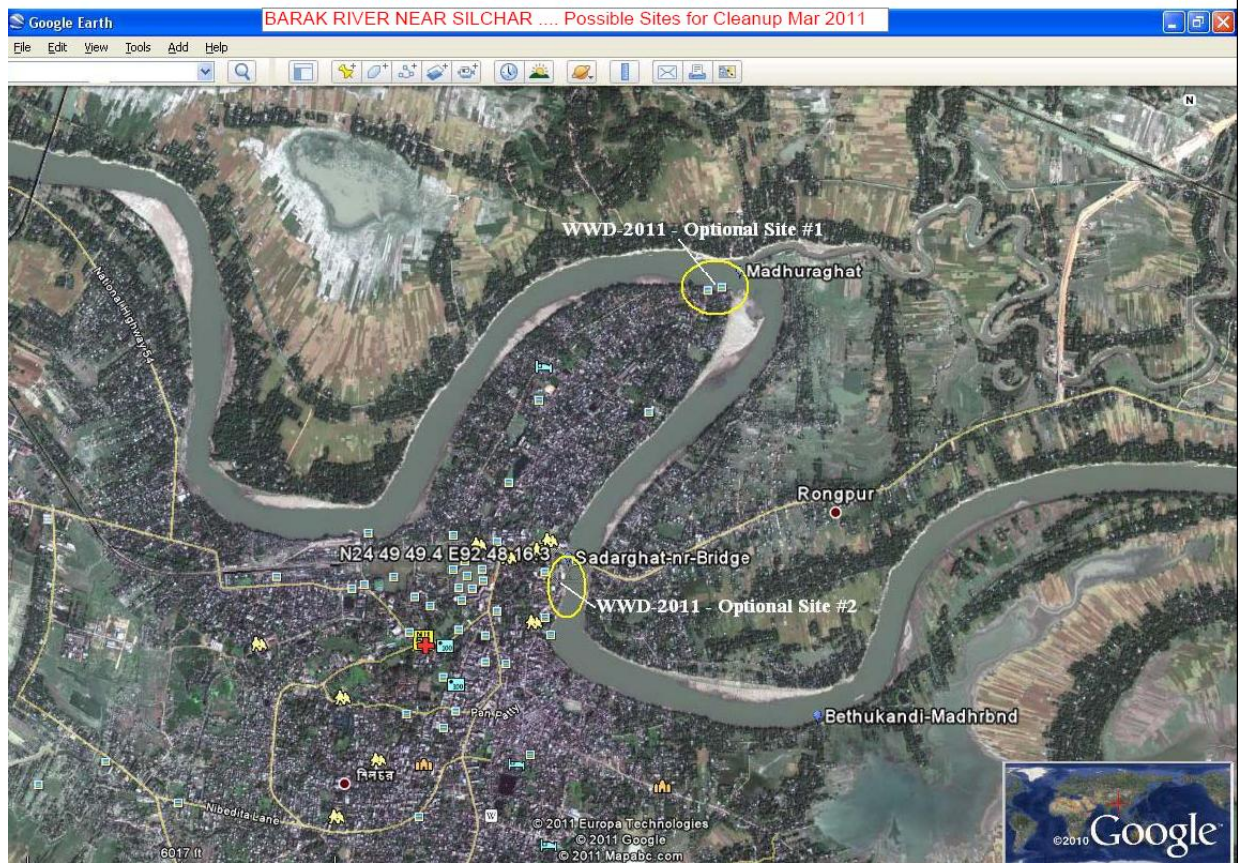 Google Earth
BARAK RIVER NEAR SILCHAR .... Possible Sites for Cleanup Mar 2011
File Edit View Tools Add Help
N
WWD-2011 - Optional Site #1
Madhuraghat
National Highway 54
Rongpur
N24 49 49.4 E92 48 16.3
Sadarghat-nr-Bridge
WWD-2011 - Optional Site #2
Pan patty
Bethukandi-Madhrbnd
শিলচর
Nibedita Lane
W
6017 ft
© 2011 Europa Technologies
© 2011 Google
© 2011 Mapabc.com
©2010 Google™